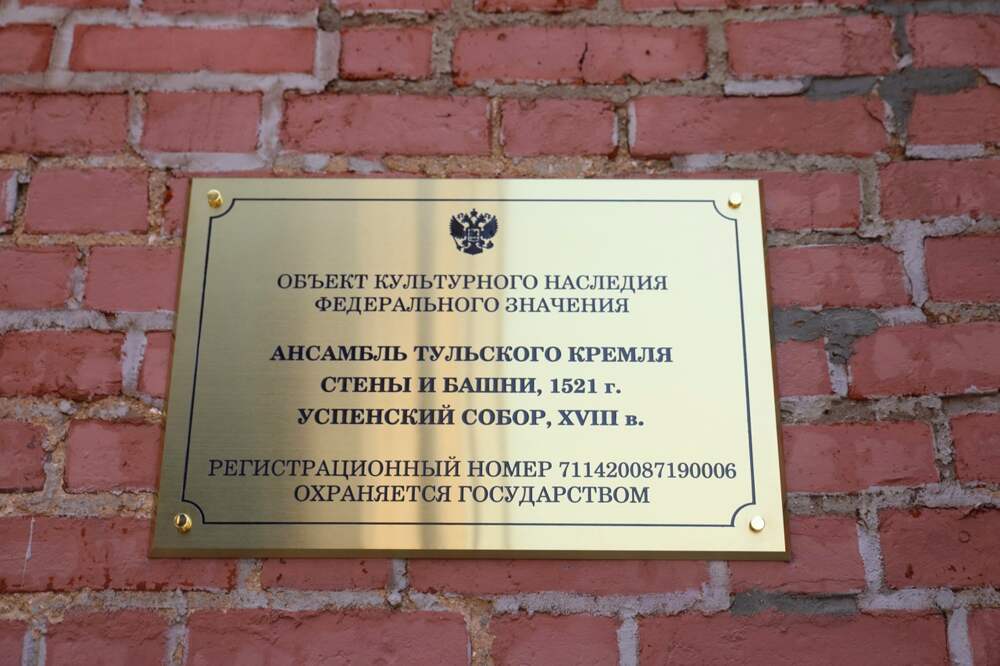 ОБЪЕКТ КУЛЬТУРНОГО НАСЛЕДИЯ
ФЕДЕРАЛЬНОГО ЗНАЧЕНИЯ
АНСАМБЛЬ ТУЛЬСКОГО КРЕМЛЯ
СТЕНЫ И БАШНИ, 1521 г.
УСПЕНСКИЙ СОБОР, XVIII в.
РЕГИСТРАЦИОННЫЙ НОМЕР 711420087190006
ОХРАНЯЕТСЯ ГОСУДАРСТВОМ